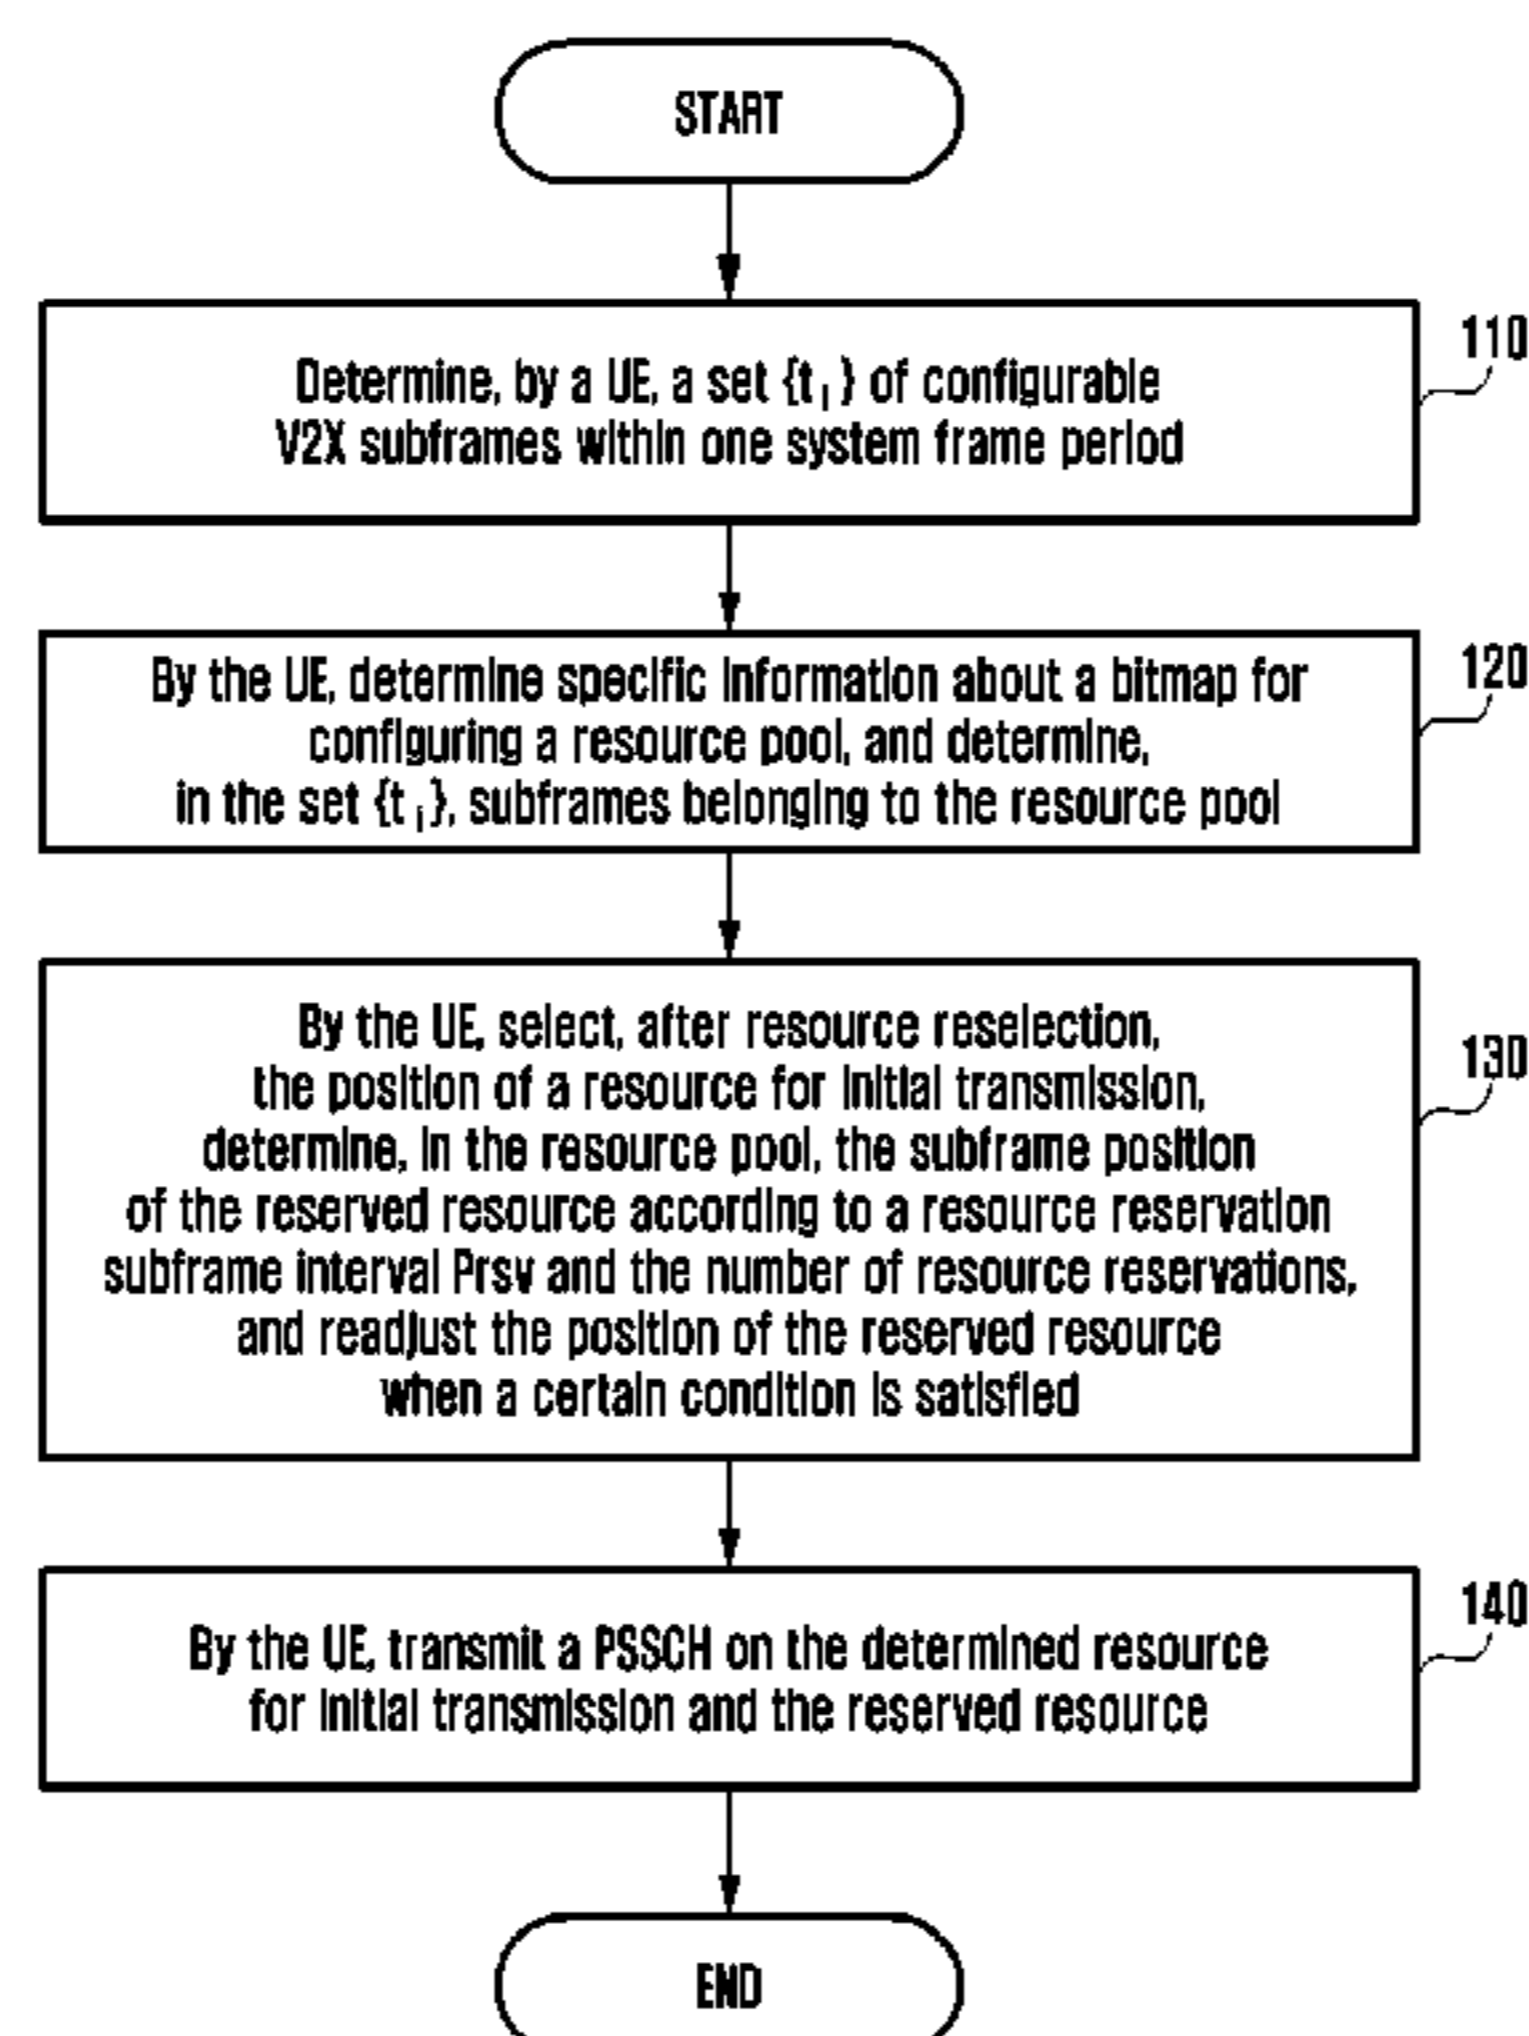 START
110
Determine, by a UE, a set {t i} of configurable
V2X subframes within one system frame period
120
By the UE, determine specific information about a bitmap for
configuring a resource pool, and determine,
in the set {t i}, subframes belonging to the resource pool
130
By the UE, select, after resource reselection,
the position of a resource for initial transmission,
determine, in the resource pool, the subframe position
of the reserved resource according to a resource reservation
subframe interval Prsv and the number of resource reservations,
and readjust the position of the reserved resource
when a certain condition is satisfied
140
By the UE, transmit a PSSCH on the determined resource
for initial transmission and the reserved resource
END